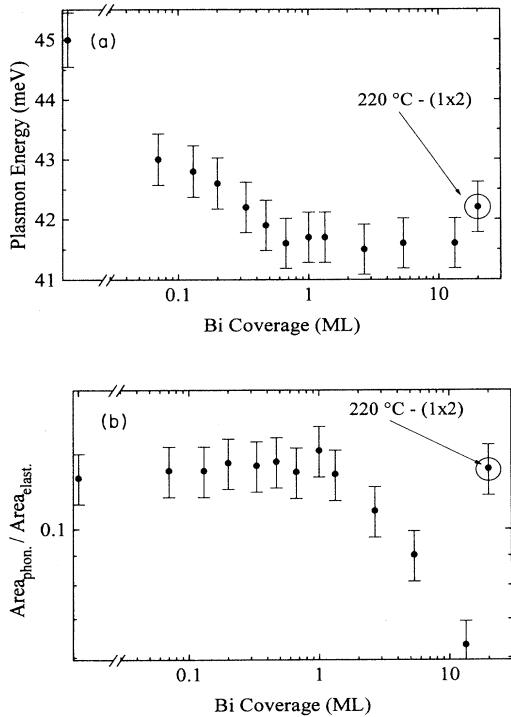 (a)
Plasmon Energy (meV)
45
44
43
42
41
220 °C - (1x2)
0.1
1
10
Bi Coverage (ML)
(b)
Area_phon. / Area_elast.
0.1
220 °C - (1x2)
0.1
1
10
Bi Coverage (ML)